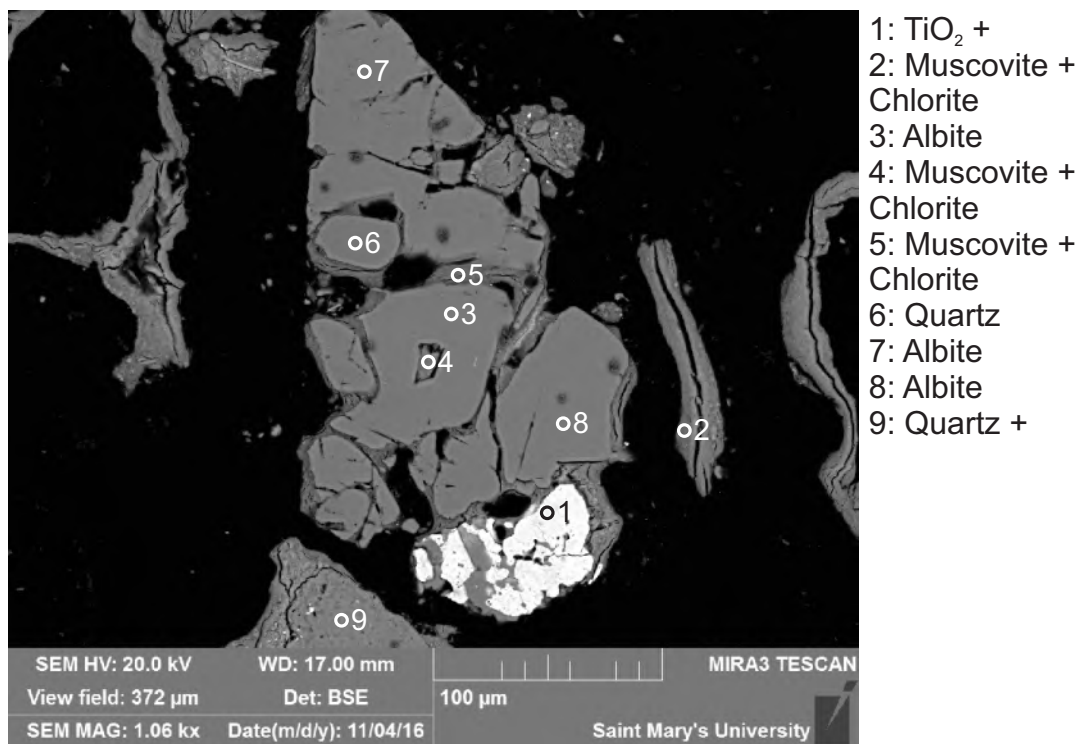 7
6
5
3
4
8
2
1
9
1: TiO₂ +
2: Muscovite +
Chlorite
3: Albite
4: Muscovite +
Chlorite
5: Muscovite +
Chlorite
6: Quartz
7: Albite
8: Albite
9: Quartz +
SEM HV: 20.0 kV WD: 17.00 mm MIRA3 TESCAN
View field: 372 µm Det: BSE 100 µm
SEM MAG: 1.06 kx Date(m/d/y): 11/04/16 Saint Mary's University